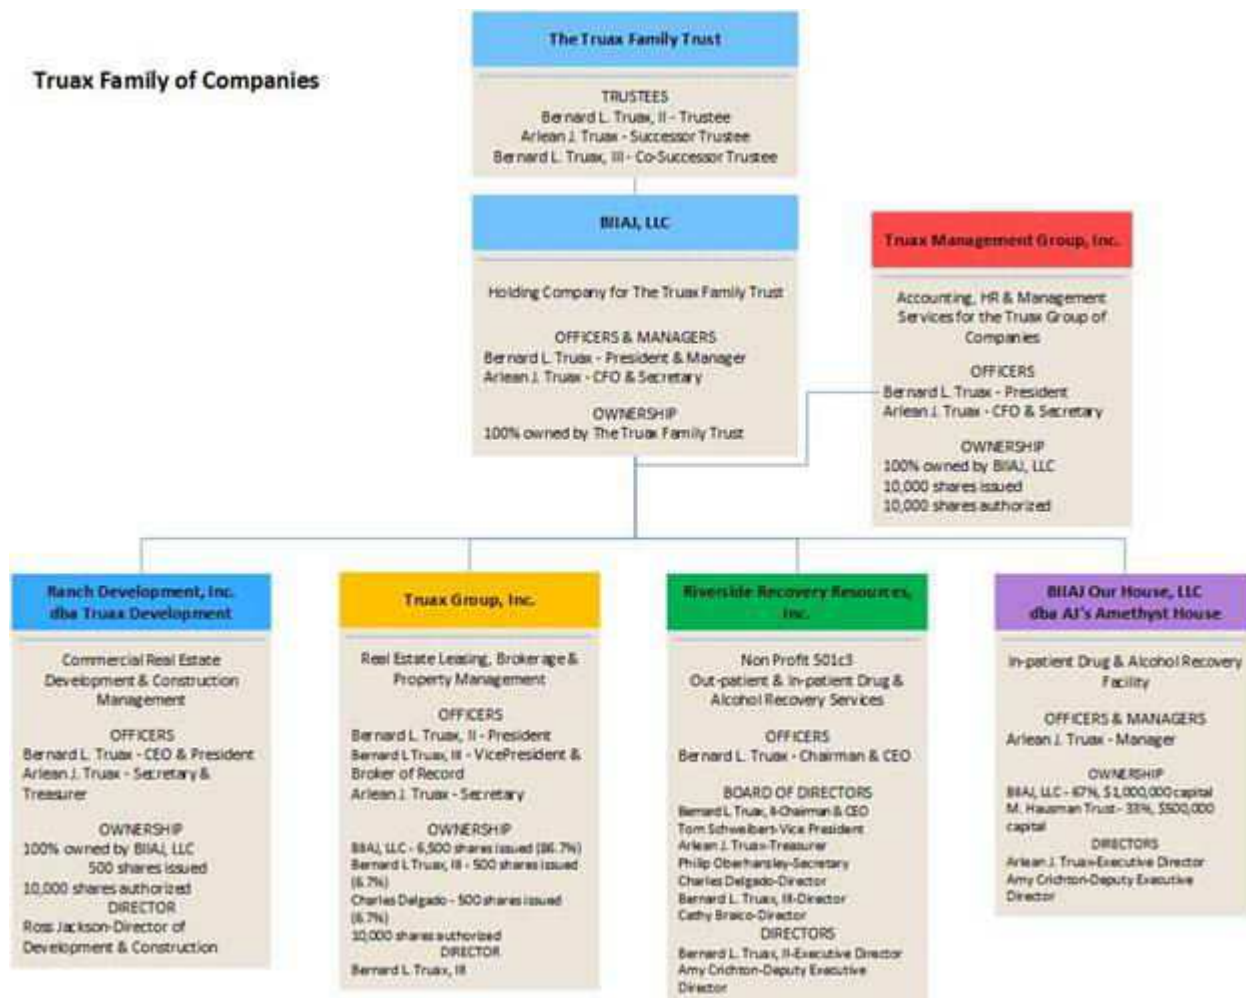 Truax Family of Companies
The Truax Family Trust
TRUSTEES
Bernard L. Truax, II - Trustee
Arlean J. Truax - Successor Trustee
Bernard L. Truax, III - Co-Successor Trustee
BIIAJ, LLC
Holding Company for The Truax Family Trust
OFFICERS & MANAGERS
Bernard L. Truax - President & Manager
Arlean J. Truax - CFO & Secretary
OWNERSHIP
100% owned by The Truax Family Trust
Truax Management Group, Inc.
Accounting, HR & Management
Services for the Truax Group of
Companies
OFFICERS
Bernard L. Truax - President
Arlean J. Truax - CFO & Secretary
OWNERSHIP
100% owned by BIIAJ, LLC
10,000 shares issued
10,000 shares authorized
Ranch Development, Inc.
dba Truax Development
Commercial Real Estate
Development & Construction
Management
OFFICERS
Bernard L. Truax - CEO & President
Arlean J. Truax - Secretary &
Treasurer
OWNERSHIP
100% owned by BIIAJ, LLC
500 shares issued
10,000 shares authorized
DIRECTOR
Ross Jackson-Director of
Development & Construction
Truax Group, Inc.
Real Estate Leasing, Brokerage &
Property Management
OFFICERS
Bernard L. Truax, II - President
Bernard L Truax, III - VicePresident &
Broker of Record
Arlean J. Truax - Secretary
OWNERSHIP
BIIAJ, LLC - 6,500 shares issued (86.7%)
Bernard L Truax, III - 500 shares issued
(6.7%)
Charles Delgado - 500 shares issued
(6.7%)
10,000 shares authorized
DIRECTOR
Bernard L Truax, III
Riverside Recovery Resources,
Inc.
Non Profit 501c3
Out-patient & In-patient Drug &
Alcohol Recovery Services
OFFICERS
Bernard L. Truax - Chairman & CEO
BOARD OF DIRECTORS
Bernard L. Truax, II-Chairman & CEO
Tom Schweibert-Vice President
Arlean J. Truax-Treasurer
Philip Oberhansley-Secretary
Charles Delgado-Director
Bernard L. Truax, III-Director
Cathy Braico-Director
DIRECTORS
Bernard L. Truax, II-Executive Director
Amy Crichton-Deputy Executive
Director
BIIAJ Our House, LLC
dba AJ's Amethyst House
In-patient Drug & Alcohol Recovery
Facility
OFFICERS & MANAGERS
Arlean J. Truax - Manager
OWNERSHIP
BIIAJ, LLC - 67%, $1,000,000 capital
M. Hausman Trust - 33%, $500,000
capital
DIRECTORS
Arlean J. Truax-Executive Director
Amy Crichton-Deputy Executive
Director